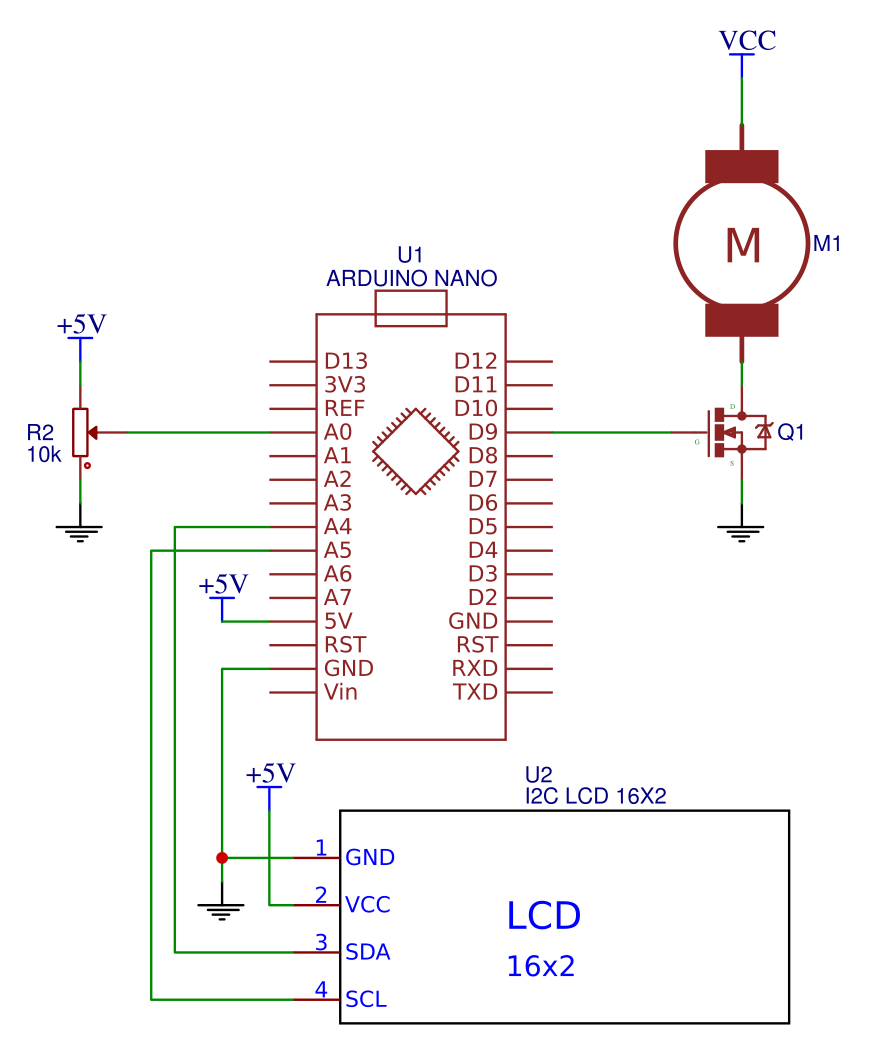 VCC
M
M1
U1
ARDUINO NANO
+5V
R2
10k
D13
3V3
REF
A0
A1
A2
A3
A4
A5
A6
A7
5V
RST
GND
Vin
D12
D11
D10
D9
D8
D7
D6
D5
D4
D3
D2
GND
RST
RXD
TXD
D
G
S
Q1
+5V
+5V
U2
I2C LCD 16X2
1 GND
2 VCC
3 SDA
4 SCL
LCD
16x2